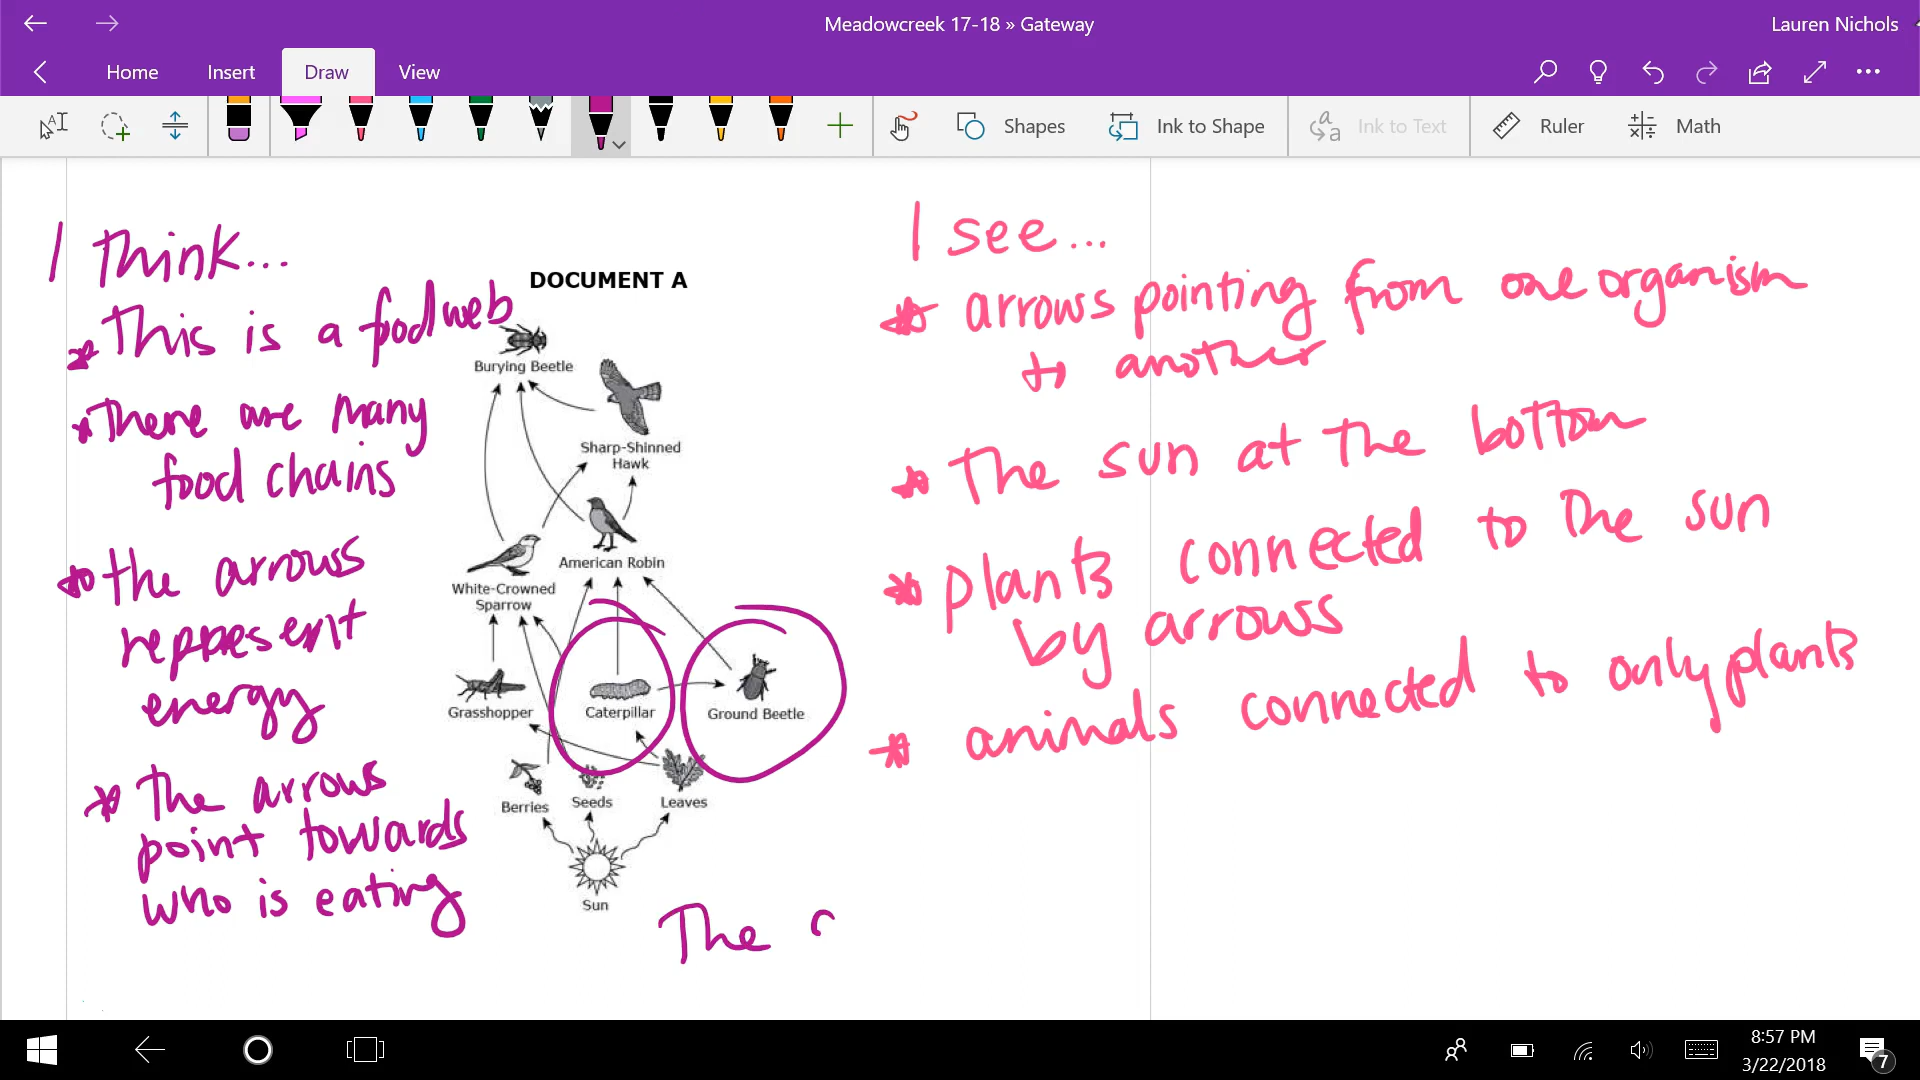 Meadowcreek 17-18 » Gateway
Lauren Nichols
Home Insert Draw View
Shapes Ink to Shape Ink to Text Ruler Math
I think...
* This is a food web
* There are many
food chains
* the arrows
represent
energy
* the arrows
point towards
who is eating
DOCUMENT A
Burying Beetle
Sharp-Shinned
Hawk
American Robin
White-Crowned
Sparrow
Grasshopper
Caterpillar
Ground Beetle
Berries
Seeds
Leaves
Sun
The
I see...
* arrows pointing from one organism
to another
* The sun at the bottom
* plants connected to the sun
by arrows
* animals connected to only plants
8:57 PM
3/22/2018
7